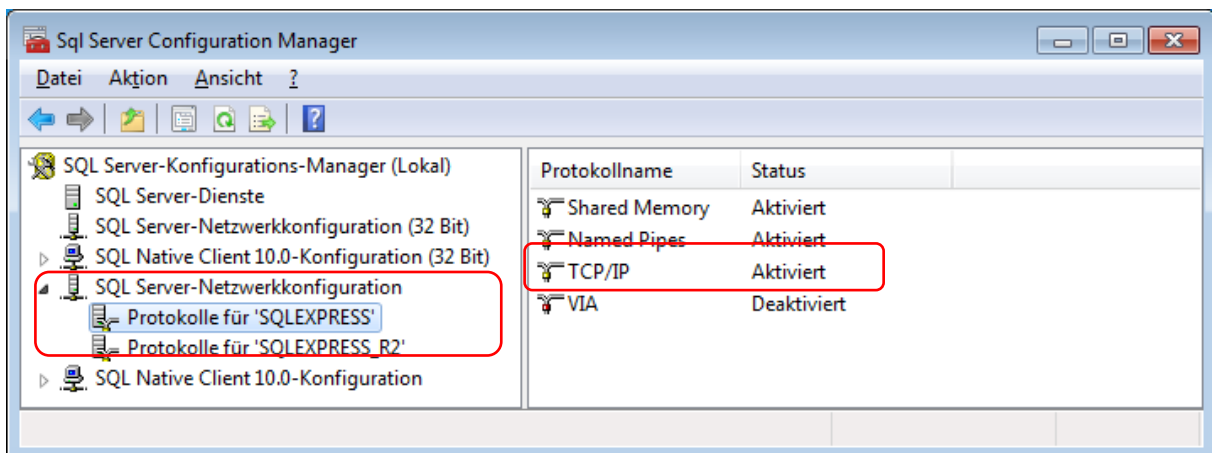 Sql Server Configuration Manager
Datei Aktion Ansicht ?
?
SQL Server-Konfigurations-Manager (Lokal)
SQL Server-Dienste
SQL Server-Netzwerkkonfiguration (32 Bit)
SQL Native Client 10.0-Konfiguration (32 Bit)
SQL Server-Netzwerkkonfiguration
Protokolle für 'SQLEXPRESS'
Protokolle für 'SQLEXPRESS_R2'
SQL Native Client 10.0-Konfiguration
Protokollname Status
Shared Memory Aktiviert
Named Pipes Aktiviert
TCP/IP Aktiviert
VIA Deaktiviert